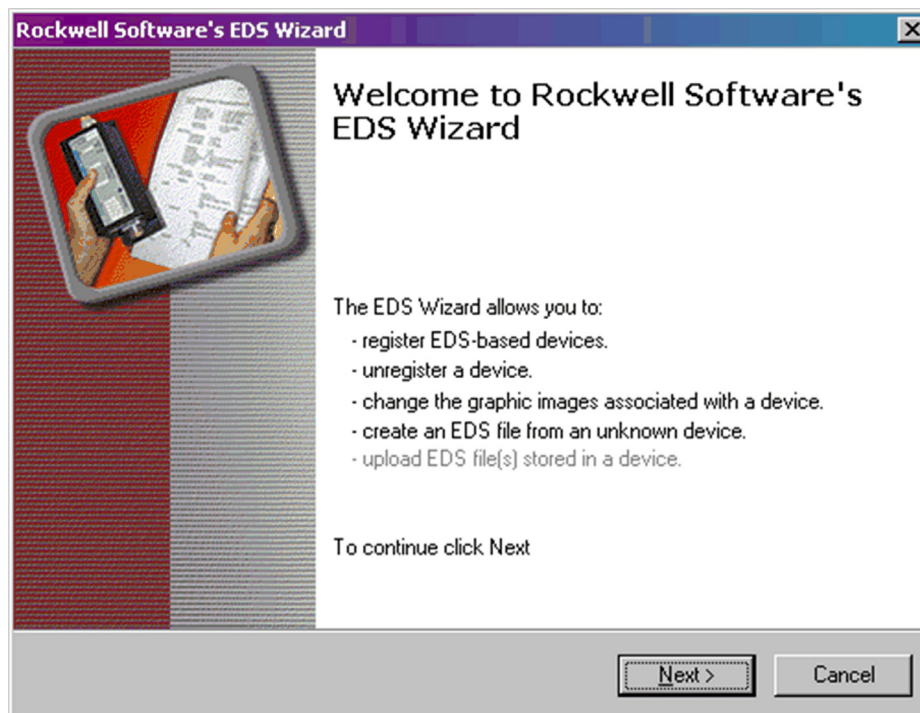 Rockwell Software's EDS Wizard
Welcome to Rockwell Software's
EDS Wizard
The EDS Wizard allows you to:
- register EDS-based devices.
- unregister a device.
- change the graphic images associated with a device.
- create an EDS file from an unknown device.
- upload EDS file(s) stored in a device.
To continue click Next
Next >
Cancel